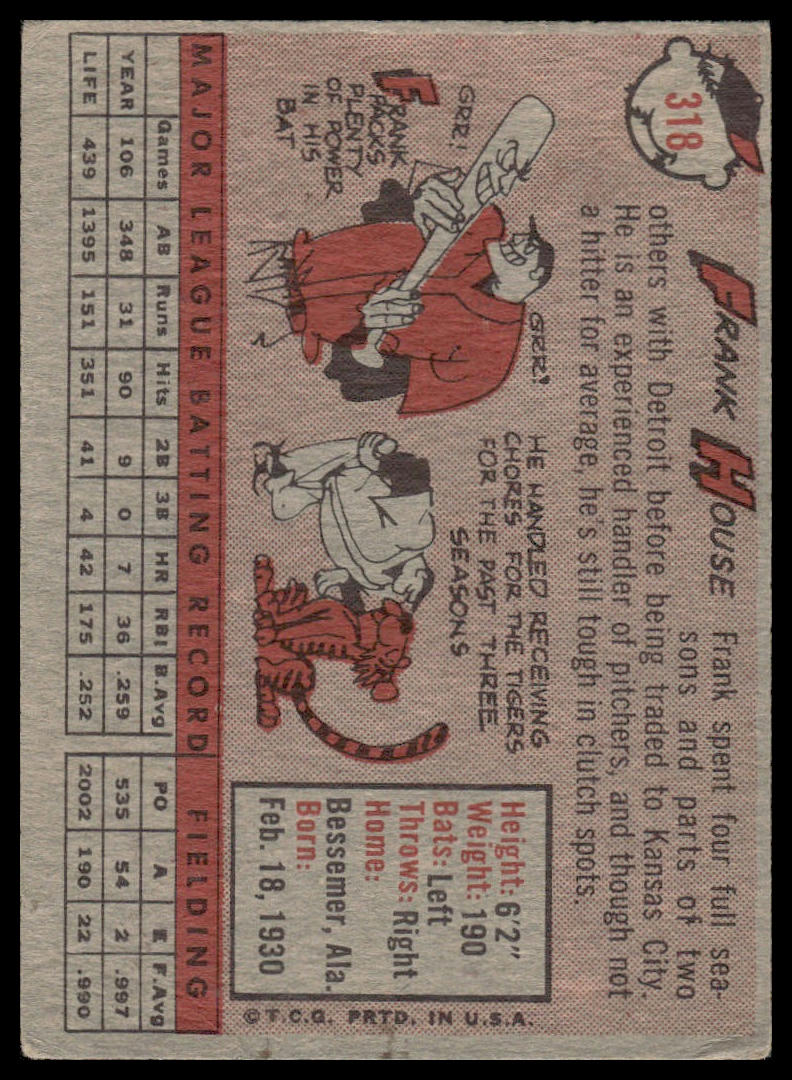 318
FRANK HOUSE
Frank spent four full sea-
sons and parts of two
others with Detroit before being traded to Kansas City.
He is an experienced handler of pitchers, and though not
a hitter for average, he's still tough in clutch spots.
GRR!
GRR!
FRANK
PACKS
PLENTY
OF POWER
IN HIS
BAT
HE HANDLED RECEIVING
CHORES FOR THE TIGERS
FOR THE PAST THREE
SEASONS
Height: 6'2"
Weight: 190
Bats: Left
Throws: Right
Home:
Bessemer, Ala.
Born:
Feb. 18, 1930
© T.C.G. PRTD. IN U.S.A.
MAJOR LEAGUE BATTING RECORD FIELDING
Games AB Runs Hits 2B 3B HR RBI B.Avg PO A E F.Avg
YEAR 106 348 31 90 9 0 7 36 .259 535 54 2 .997
LIFE 439 1395 151 351 41 4 42 175 .252 2002 190 22 .990